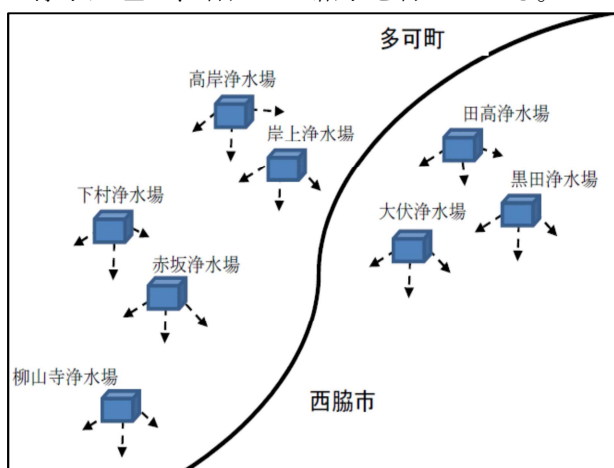 多可町
高岸浄水場
岸上浄水場
田高浄水場
黒田浄水場
下村浄水場
大伏浄水場
赤坂浄水場
柳山寺浄水場
西脇市